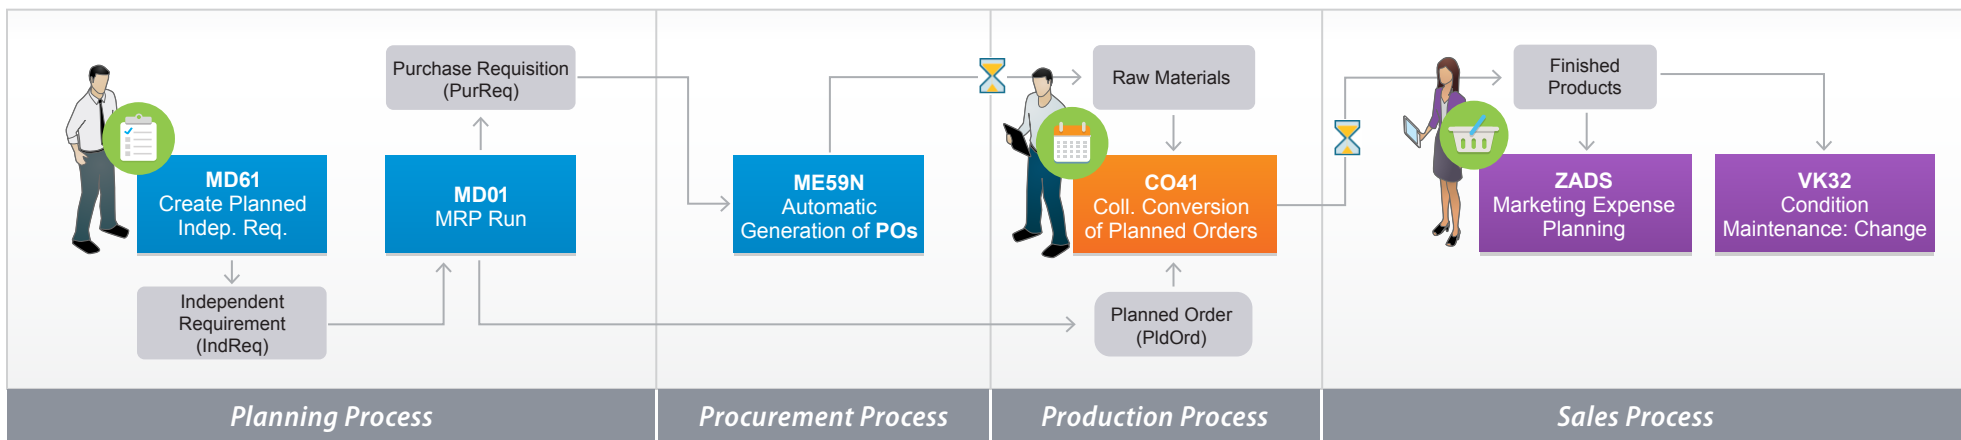 MD61
Create Planned
Indep. Req.
Independent
Requirement
(IndReq)
Purchase Requisition
(PurReq)
MD01
MRP Run
ME59N
Automatic
Generation of POs
Raw Materials
CO41
Coll. Conversion
of Planned Orders
Planned Order
(PldOrd)
Finished
Products
ZADS
Marketing Expense
Planning
VK32
Condition
Maintenance: Change
Planning Process
Procurement Process
Production Process
Sales Process